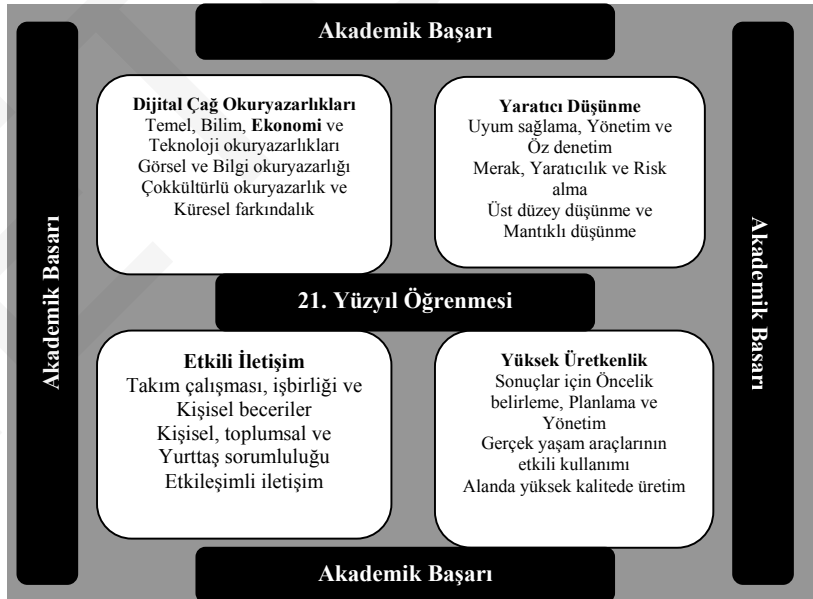 Akademik Başarı
Akademik Basarı
Dijital Çağ Okuryazarlıkları
Temel, Bilim, Ekonomi ve
Teknoloji okuryazarlıkları
Görsel ve Bilgi okuryazarlığı
Çokkültürlü okuryazarlık ve
Küresel farkındalık
Yaratıcı Düşünme
Uyum sağlama, Yönetim ve
Öz denetim
Merak, Yaratıcılık ve Risk
alma
Üst düzey düşünme ve
Mantıklı düşünme
Akademik Basarı
21. Yüzyıl Öğrenmesi
Etkili İletişim
Takım çalışması, işbirliği ve
Kişisel beceriler
Kişisel, toplumsal ve
Yurttaş sorumluluğu
Etkileşimli iletişim
Yüksek Üretkenlik
Sonuçlar için Öncelik
belirleme, Planlama ve
Yönetim
Gerçek yaşam araçlarının
etkili kullanımı
Alanda yüksek kalitede üretim
Akademik Başarı